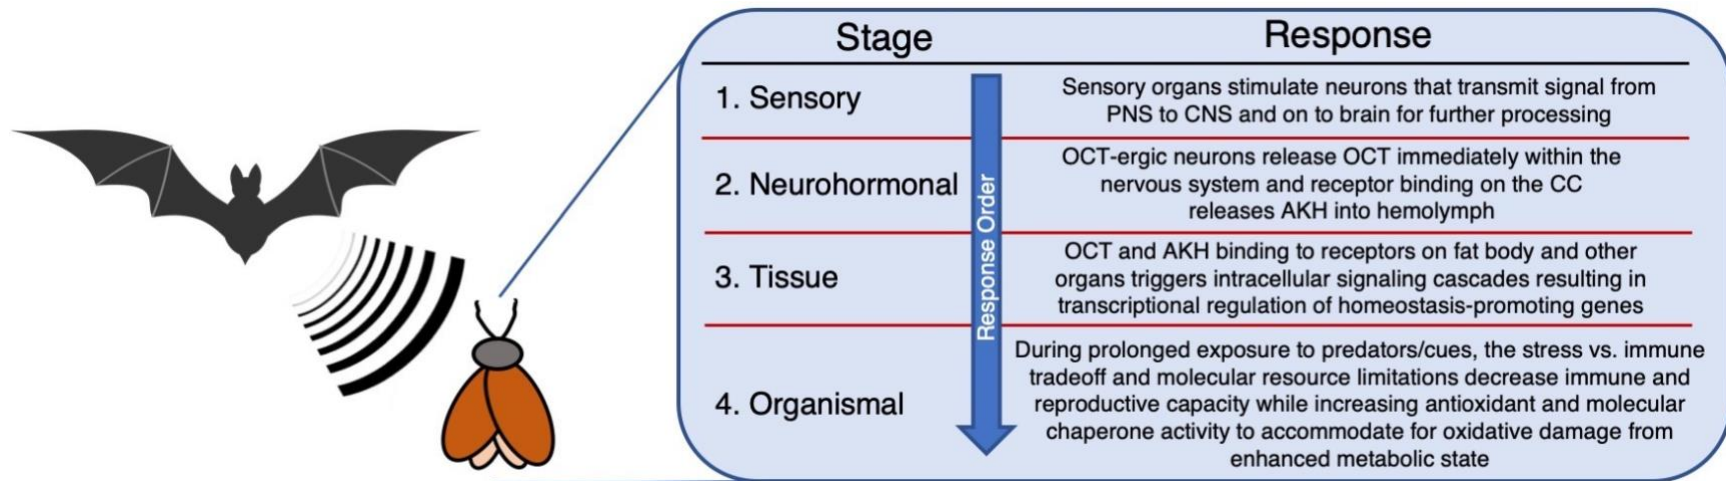 Stage
Response
1. Sensory
Sensory organs stimulate neurons that transmit signal from
PNS to CNS and on to brain for further processing
2. Neurohormonal
OCT-ergic neurons release OCT immediately within the
nervous system and receptor binding on the CC
releases AKH into hemolymph
3. Tissue
OCT and AKH binding to receptors on fat body and other
organs triggers intracellular signaling cascades resulting in
transcriptional regulation of homeostasis-promoting genes
4. Organismal
During prolonged exposure to predators/cues, the stress vs. immune
tradeoff and molecular resource limitations decrease immune and
reproductive capacity while increasing antioxidant and molecular
chaperone activity to accommodate for oxidative damage from
enhanced metabolic state
Response Order